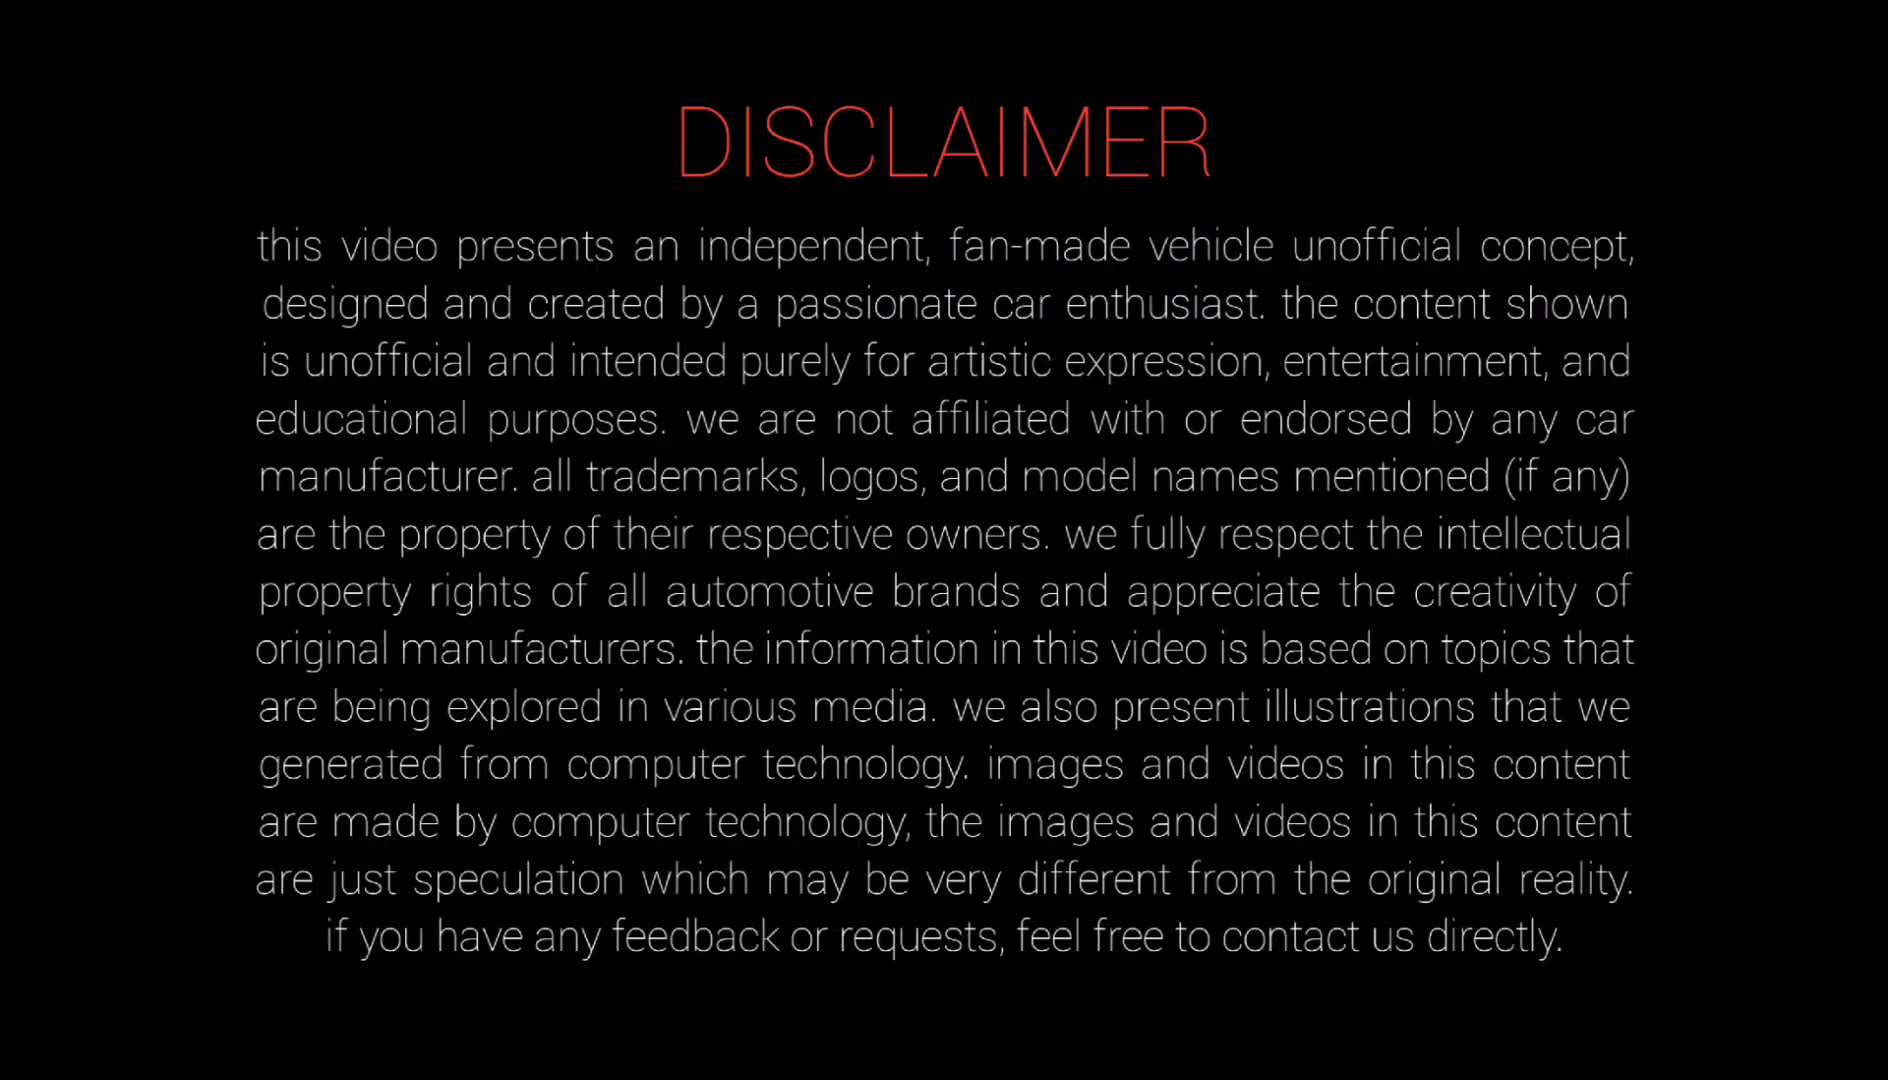 DISCLAIMER
this video presents an independent, fan-made vehicle unofficial concept,
designed and created by a passionate car enthusiast. the content shown
is unofficial and intended purely for artistic expression, entertainment, and
educational purposes. we are not affiliated with or endorsed by any car
manufacturer. all trademarks, logos, and model names mentioned (if any)
are the property of their respective owners. we fully respect the intellectual
property rights of all automotive brands and appreciate the creativity of
original manufacturers. the information in this video is based on topics that
are being explored in various media. we also present illustrations that we
generated from computer technology. images and videos in this content
are made by computer technology, the images and videos in this content
are just speculation which may be very different from the original reality.
if you have any feedback or requests, feel free to contact us directly.